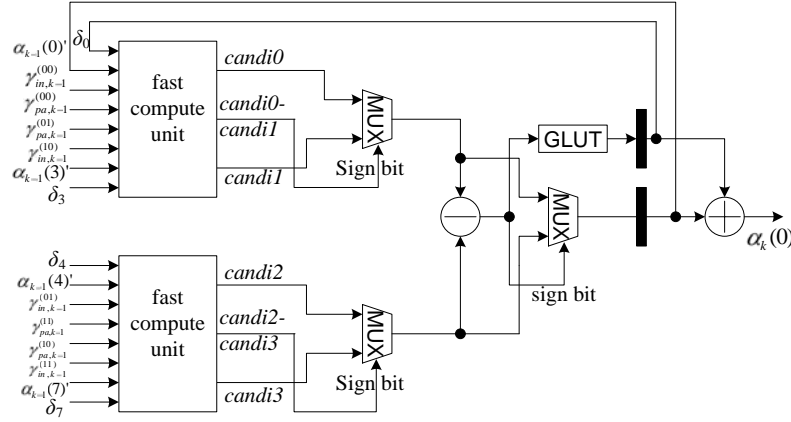 α_{k−1}(0)' δ_0
γ_{in,k−1}^{(00)}
γ_{pa,k−1}^{(00)}
γ_{pa,k−1}^{(01)}
γ_{in,k−1}^{(10)}
α_{k−1}(3)'
δ_3
fast
compute
unit
candi0
candi0-
candi1
candi1
MUX
Sign bit
GLUT
MUX
sign bit
α_k(0)
δ_4
α_{k−1}(4)'
γ_{in,k−1}^{(01)}
γ_{pa,k−1}^{(11)}
γ_{pa,k−1}^{(10)}
γ_{in,k−1}^{(11)}
α_{k−1}(7)'
δ_7
fast
compute
unit
candi2
candi2-
candi3
candi3
MUX
Sign bit